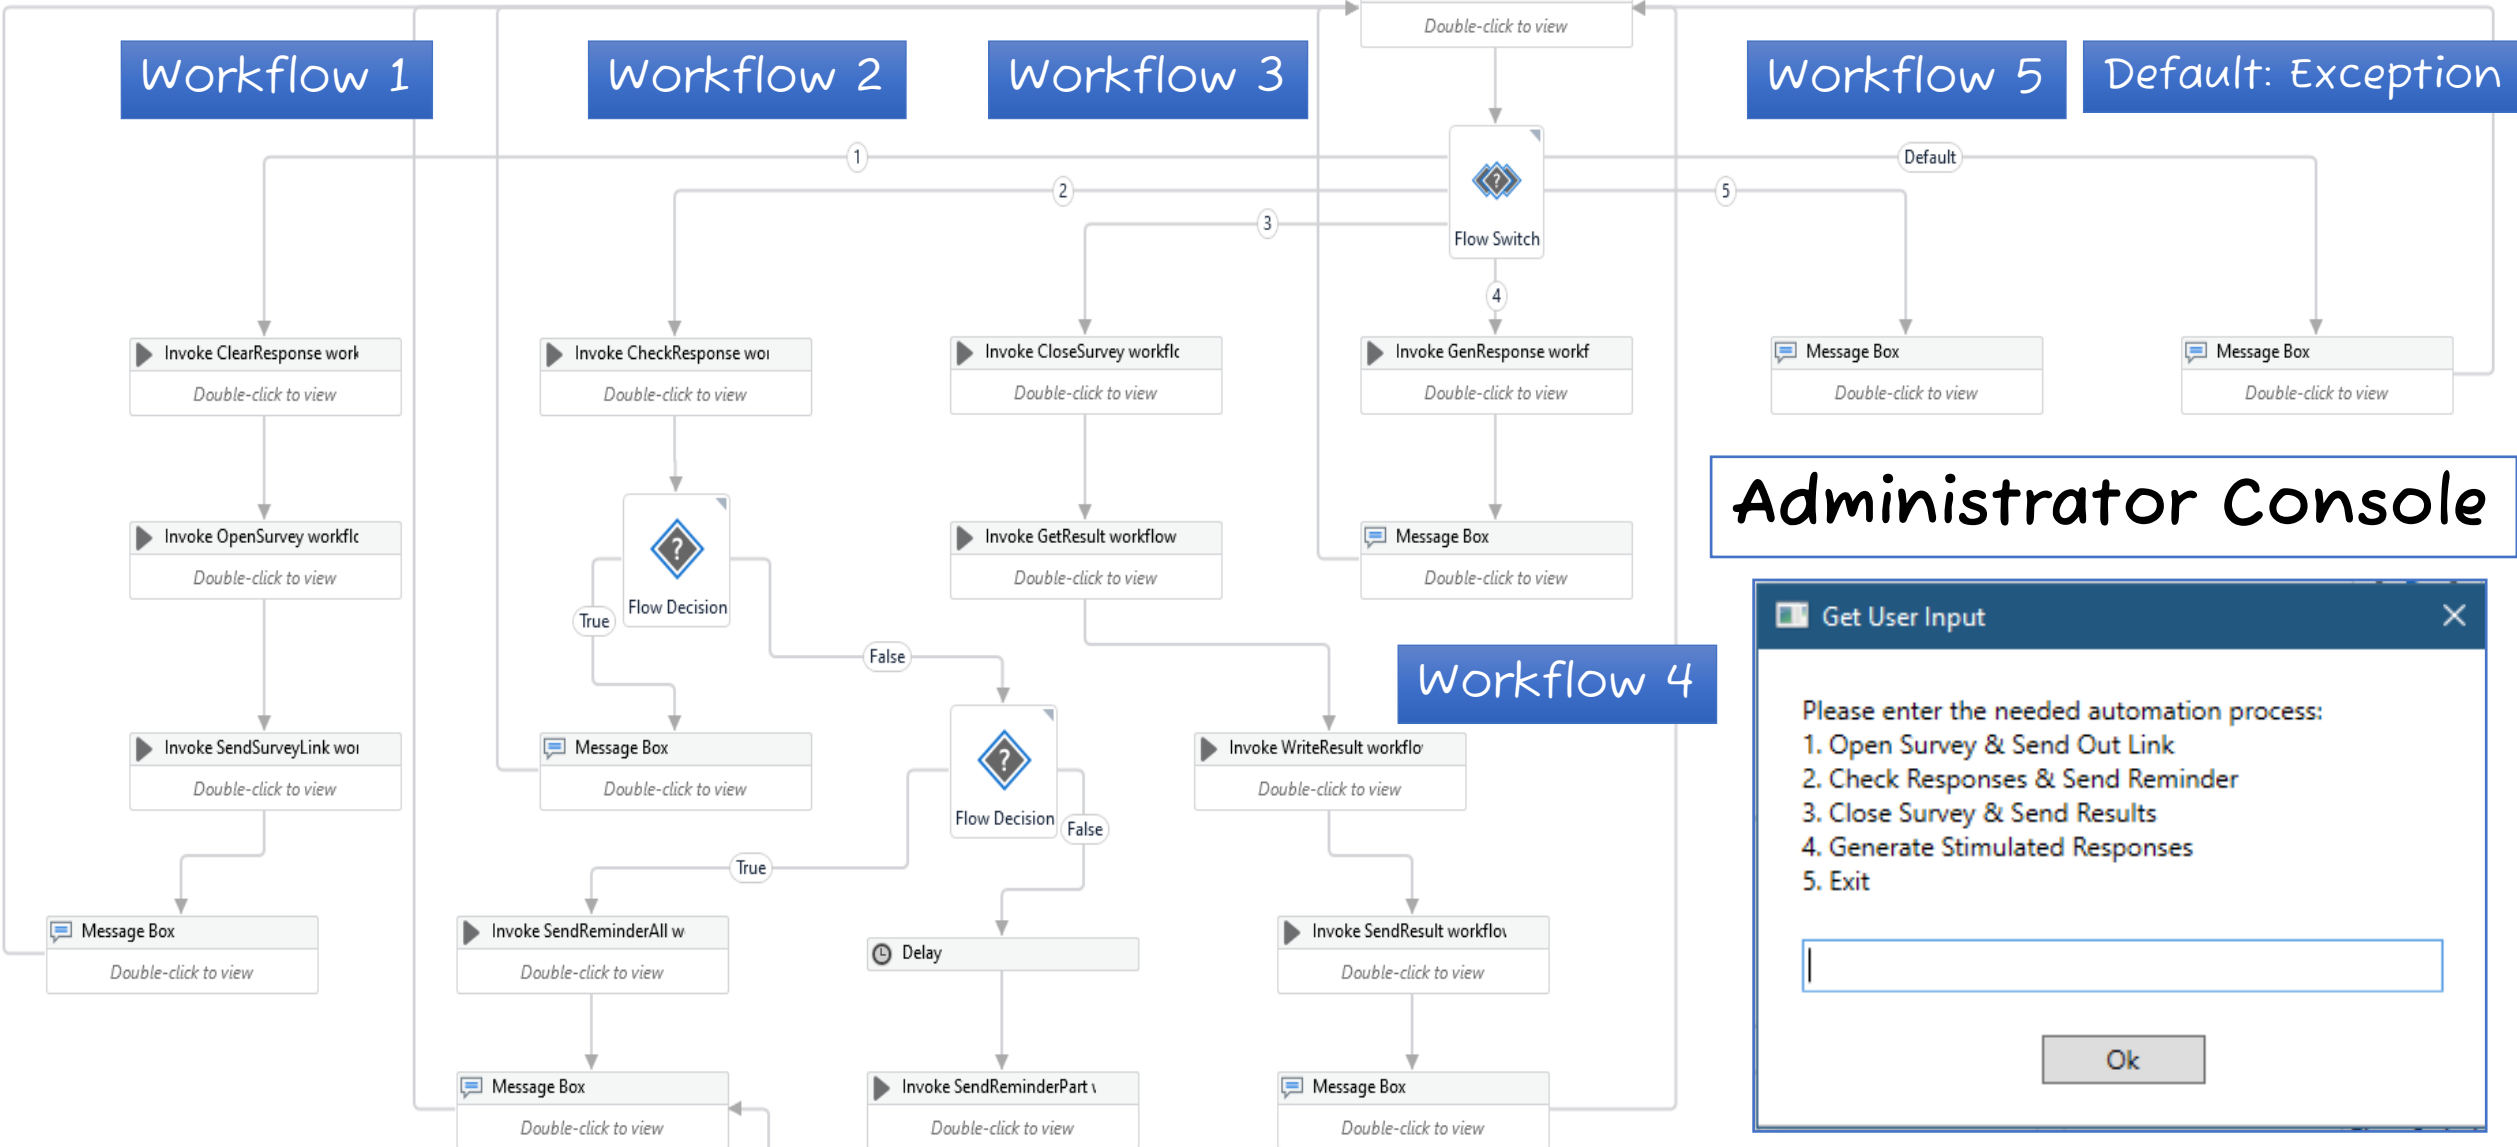 Double-click to view
Workflow 1
Workflow 2
Workflow 3
Workflow 5
Default: Exception
1
Default
2
5
3
Flow Switch
4
Invoke ClearResponse work
Double-click to view
Invoke CheckResponse wor
Double-click to view
Invoke CloseSurvey workflc
Double-click to view
Invoke GenResponse workf
Double-click to view
Message Box
Double-click to view
Message Box
Double-click to view
Administrator Console
Invoke OpenSurvey workflc
Double-click to view
Flow Decision
True
False
Invoke GetResult workflow
Double-click to view
Message Box
Double-click to view
Workflow 4
Invoke SendSurveyLink wor
Double-click to view
Message Box
Double-click to view
Flow Decision
True
False
Invoke WriteResult workflo
Double-click to view
Message Box
Double-click to view
Invoke SendReminderAll w
Double-click to view
Delay
Invoke SendResult workflov
Double-click to view
Message Box
Double-click to view
Invoke SendReminderPart v
Double-click to view
Message Box
Double-click to view
Get User Input
Please enter the needed automation process:
1. Open Survey & Send Out Link
2. Check Responses & Send Reminder
3. Close Survey & Send Results
4. Generate Stimulated Responses
5. Exit
Ok